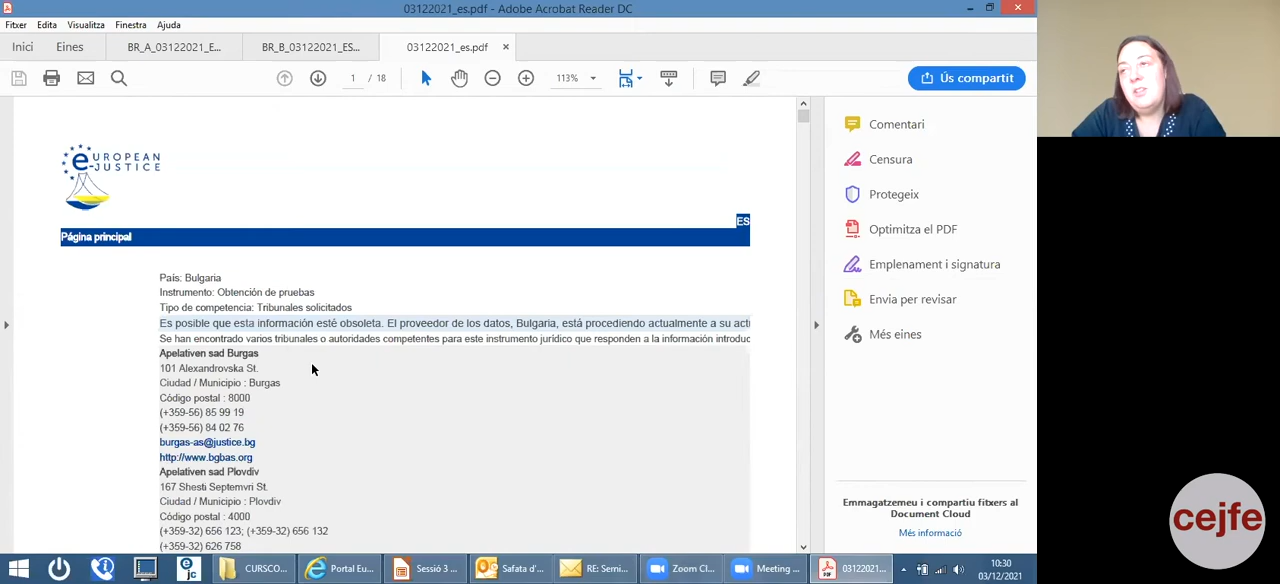 03122021_es.pdf - Adobe Acrobat Reader DC
Fitxer Edita Visualitza Finestra Ajuda
Inici Eines BR_A_03122021_E... BR_B_03122021_ES... 03122021_es.pdf ×
1 / 18 113% Ús compartit
EUROPEAN
e-JUSTICE
ES
Página principal
País: Bulgaria
Instrumento: Obtención de pruebas
Tipo de competencia: Tribunales solicitados
Es posible que esta información esté obsoleta. El proveedor de los datos, Bulgaria, está procediendo actualmente a su actu
Se han encontrado varios tribunales o autoridades competentes para este instrumento jurídico que responden a la información introduc
Apelativen sad Burgas
101 Alexandrovska St.
Ciudad / Municipio : Burgas
Código postal : 8000
(+359-56) 85 99 19
(+359-56) 84 02 76
burgas-as@justice.bg
http://www.bgbas.org
Apelativen sad Plovdiv
167 Shesti Septemvri St.
Ciudad / Municipio : Plovdiv
Código postal : 4000
(+359-32) 656 123; (+359-32) 656 132
(+359-32) 626 758
Comentari
Censura
Protegeix
Optimitza el PDF
Emplenament i signatura
Envia per revisar
Més eines
Emmagatzemeu i compartiu fitxers al
Document Cloud
Més informació
cejfe
CURSCO... Portal Eu... Sessió 3 ... Safata d'... RE: Semi... Zoom Cl... Meeting ... 03122021...
10:30
03/12/2021